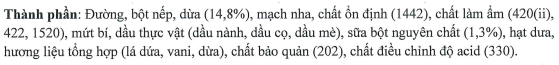 Thành phần: Đường, bột nếp, dừa (14,8%), mạch nha, chất ổn định (1442), chất làm ẩm (420(ii),
422, 1520), mứt bí, dầu thực vật (dầu nành, dầu cọ, dầu mè), sữa bột nguyên chất (1,3%), hạt dưa,
hương liệu tổng hợp (lá dứa, vani, dừa), chất bảo quản (202), chất điều chỉnh độ acid (330).